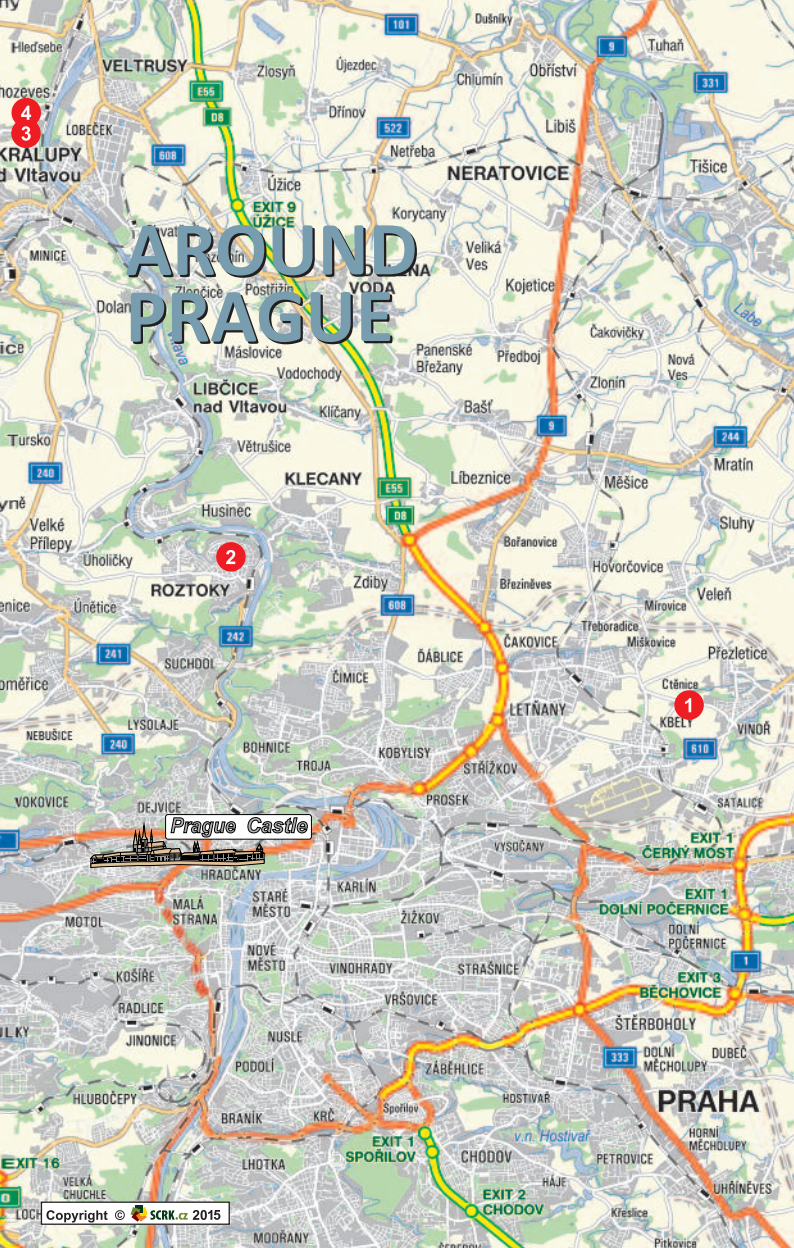 Dušníky
101
9
Tuhaň
Hleďsebe
VELTRUSY
Zlosyň
Újezdec
Chlumín
Obříství
331
E55
D8
4
3
LOBEČEK
Dřínov
522
Libiš
KRALUPY
d Vltavou
608
Netřeba
NERATOVICE
Tišice
Úžice
EXIT 9
ÚŽICE
Korycany
MINICE
AROUND
PRAGUE
VODA
Veliká
Ves
Kojetice
Labe
Zlončice
Postřižín
Dolan
Máslovice
Vodochody
Panenské
Břežany
Předboj
Čakovičky
Nová
Ves
Zlonín
LIBČICE
nad Vltavou
Klíčany
Bašť
9
Tursko
240
Větrušice
KLECANY
E55
D8
Líbeznice
244
Mratín
Měšice
Velké
Přílepy
Husinec
Sluhy
Úholičky
2
ROZTOKY
Bořanovice
Hovorčovice
Únětice
Zdiby
608
Březiněves
Veleň
Mírovice
Třeboradice
Miškovice
Přezletice
241
242
SUCHDOL
ČIMICE
ĎÁBLICE
ČAKOVICE
Ctěnice
1
KBELY
VINOŘ
610
LETŇANY
NEBUŠICE
LYSOLAJE
240
BOHNICE
TROJA
KOBYLISY
STŘÍŽKOV
VOKOVICE
DEJVICE
PROSEK
SATALICE
Prague Castle
HRADČANY
VYSOČANY
EXIT 1
ČERNÝ MOST
KARLÍN
MALÁ
STRANA
STARÉ
MĚSTO
EXIT 1
DOLNÍ POČERNICE
MOTOL
ŽIŽKOV
DOLNÍ
POČERNICE
NOVÉ
MĚSTO
VINOHRADY
STRAŠNICE
1
KOŠÍŘE
EXIT 3
BĚCHOVICE
RADLICE
VRŠOVICE
JINONICE
NUSLE
ŠTĚRBOHOLY
333
DOLNÍ
MĚCHOLUPY
DUBEČ
PODOLÍ
ZÁBĚHLICE
HLUBOČEPY
HOSTIVAŘ
PRAHA
Spořilov
BRANÍK
KRČ
EXIT 1
SPOŘILOV
v.n. Hostivař
HORNÍ
MĚCHOLUPY
EXIT 16
LHOTKA
CHODOV
PETROVICE
VELKÁ
CHUCHLE
HÁJE
UHŘÍNĚVES
EXIT 2
CHODOV
Křeslice
Copyright © SCRK.cz 2015
MODŘANY
Pitkovice